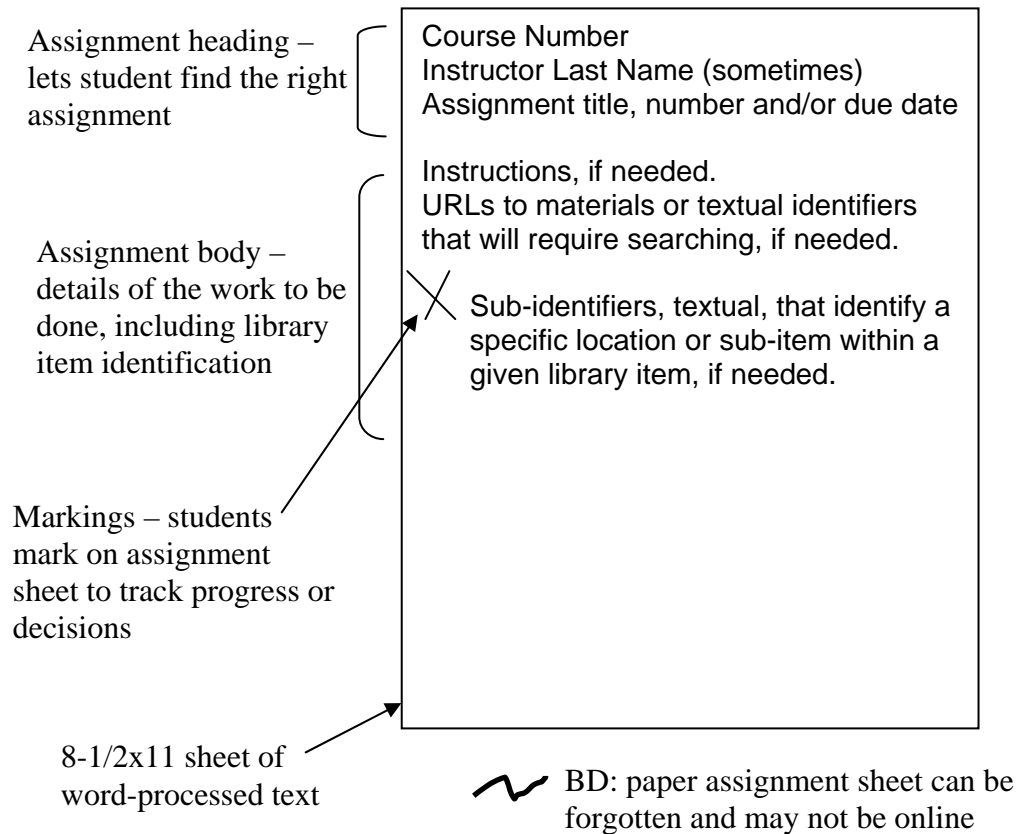 Assignment heading –
lets student find the right
assignment
Course Number
Instructor Last Name (sometimes)
Assignment title, number and/or due date
Assignment body –
details of the work to be
done, including library
item identification
Instructions, if needed.
URLs to materials or textual identifiers
that will require searching, if needed.
Sub-identifiers, textual, that identify a
specific location or sub-item within a
given library item, if needed.
Markings – students
mark on assignment
sheet to track progress or
decisions
8-1/2x11 sheet of
word-processed text
BD: paper assignment sheet can be
forgotten and may not be online